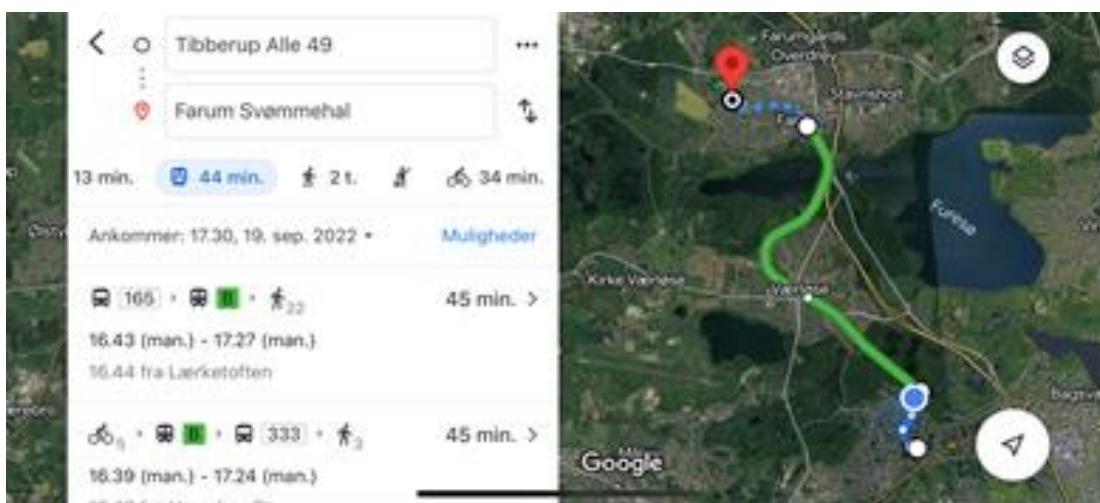 Tibberup Alle 49
Farum Svømmehal
13 min.
44 min.
2 t.
34 min.
Ankommer: 17.30, 19. sep. 2022
Muligheder
165 B 22 45 min.
16.43 (man.) - 17.27 (man.)
16.44 fra Lærketoften
5 B 333 3 45 min.
16.39 (man.) - 17.24 (man.)
Farumgårds
Overdrev
Stavnsholt
Furesø
Kirke Værløse
Værløse
Google